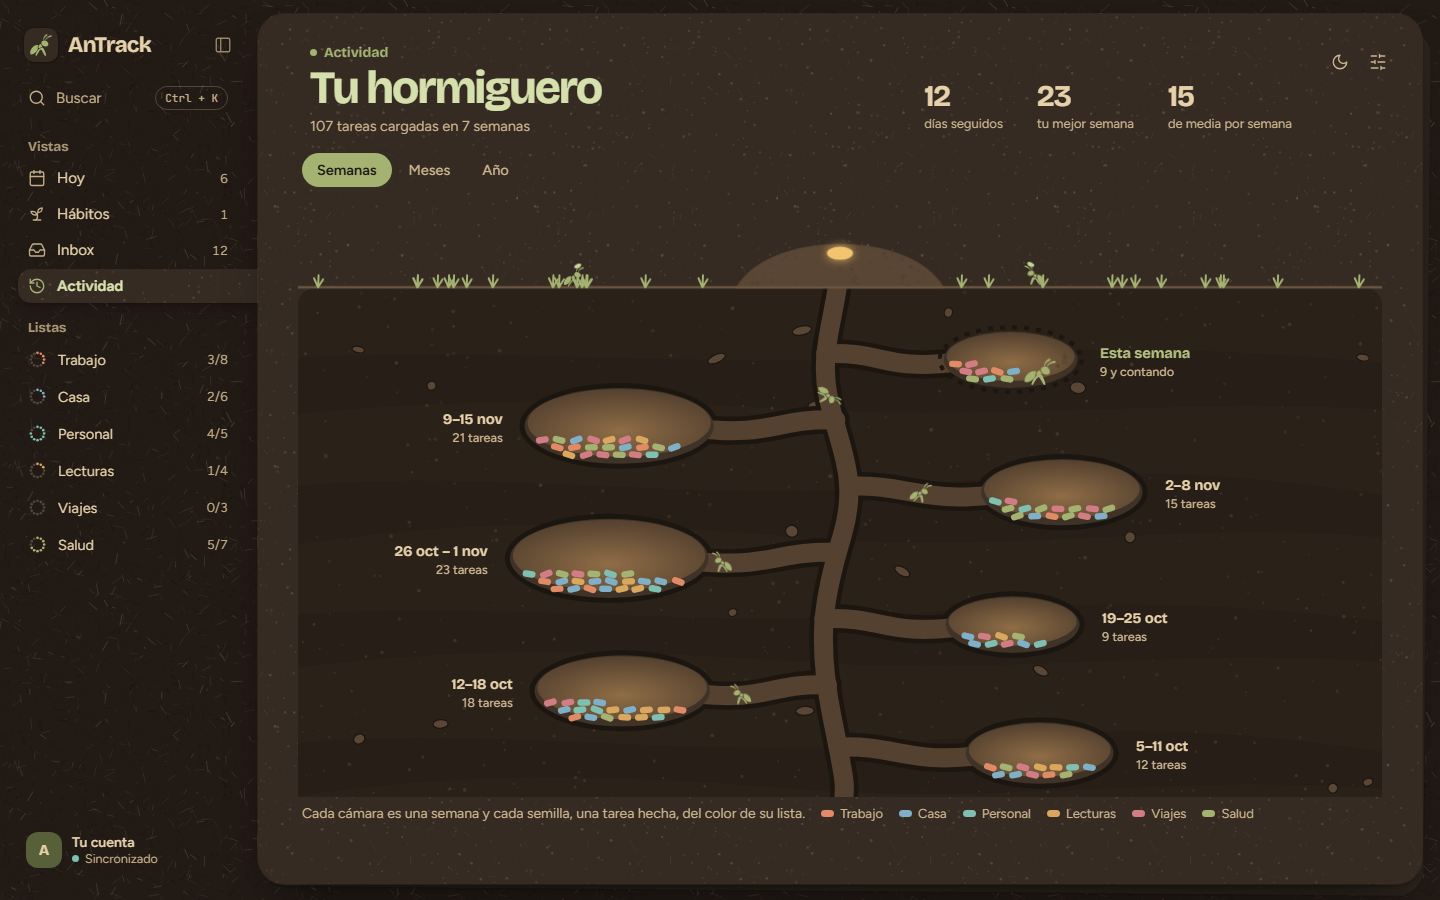 AnTrack
Buscar
Ctrl + K
Vistas
Hoy 6
Hábitos 1
Inbox 12
Actividad
Listas
Trabajo 3/8
Casa 2/6
Personal 4/5
Lecturas 1/4
Viajes 0/3
Salud 5/7
A
Tu cuenta
Sincronizado
Actividad
Tu hormiguero
107 tareas cargadas en 7 semanas
12
días seguidos
23
tu mejor semana
15
de media por semana
Semanas Meses Año
Esta semana
9 y contando
9–15 nov
21 tareas
2–8 nov
15 tareas
26 oct – 1 nov
23 tareas
19–25 oct
9 tareas
12–18 oct
18 tareas
5–11 oct
12 tareas
Cada cámara es una semana y cada semilla, una tarea hecha, del color de su lista. Trabajo Casa Personal Lecturas Viajes Salud